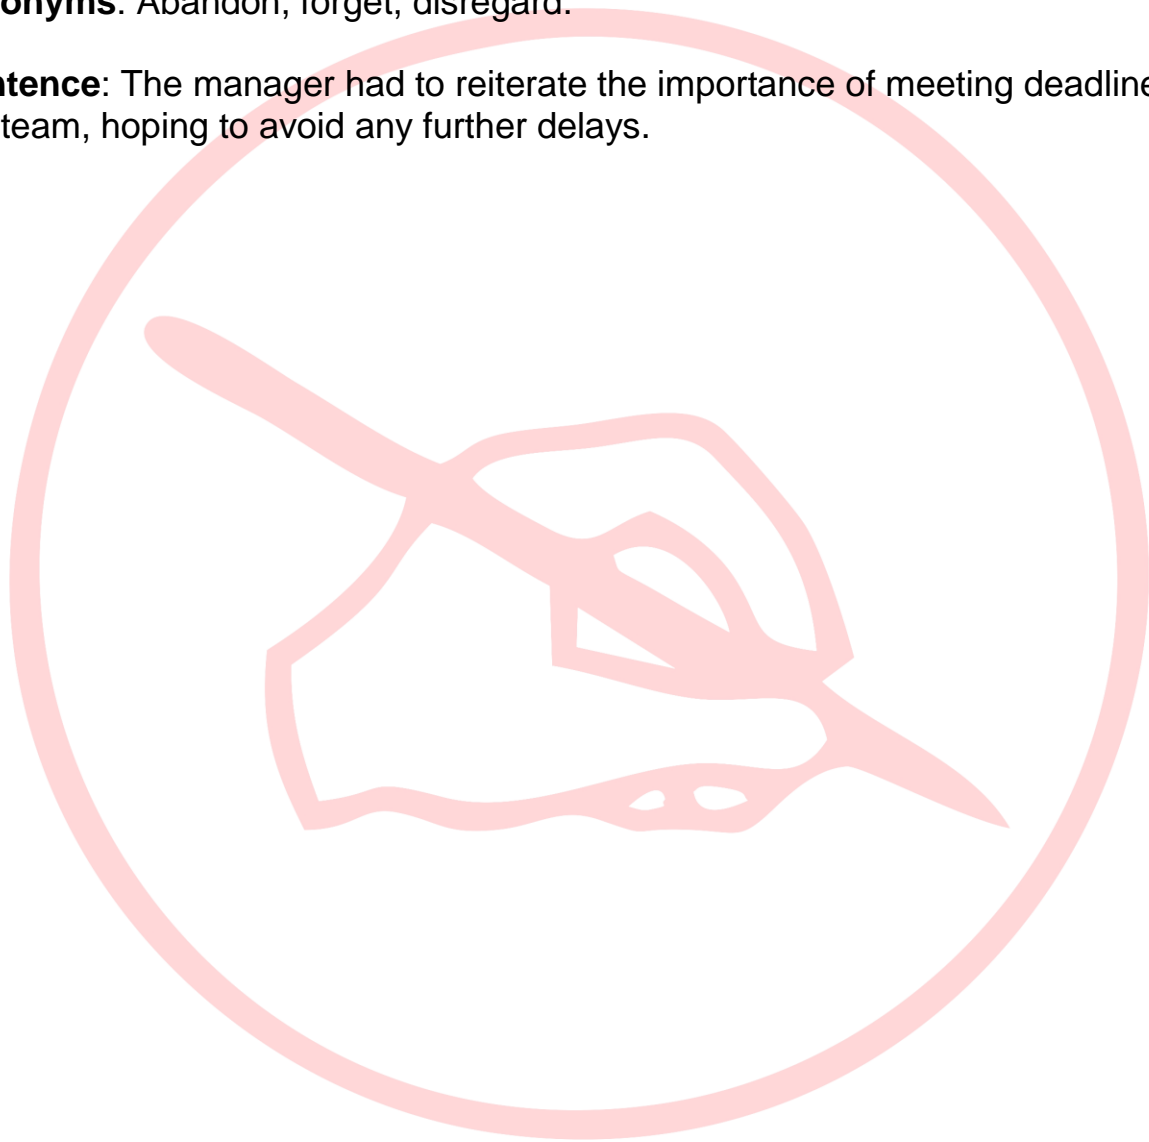 onyms: Abandon, forget, disregard.
ntence: The manager had to reiterate the importance of meeting deadline
team, hoping to avoid any further delays.